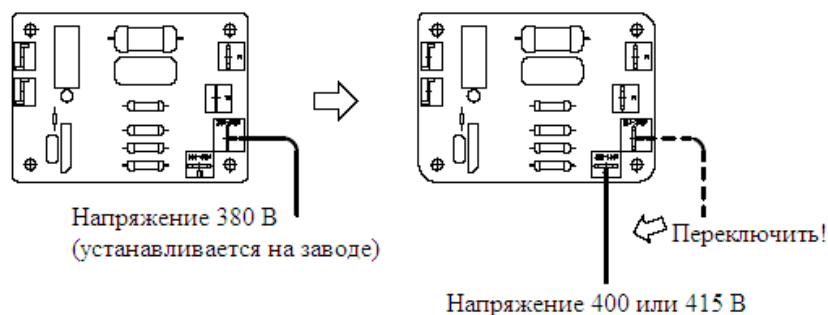 Напряжение 380 В
(устанавливается на заводе)
Переключить!
Напряжение 400 или 415 В